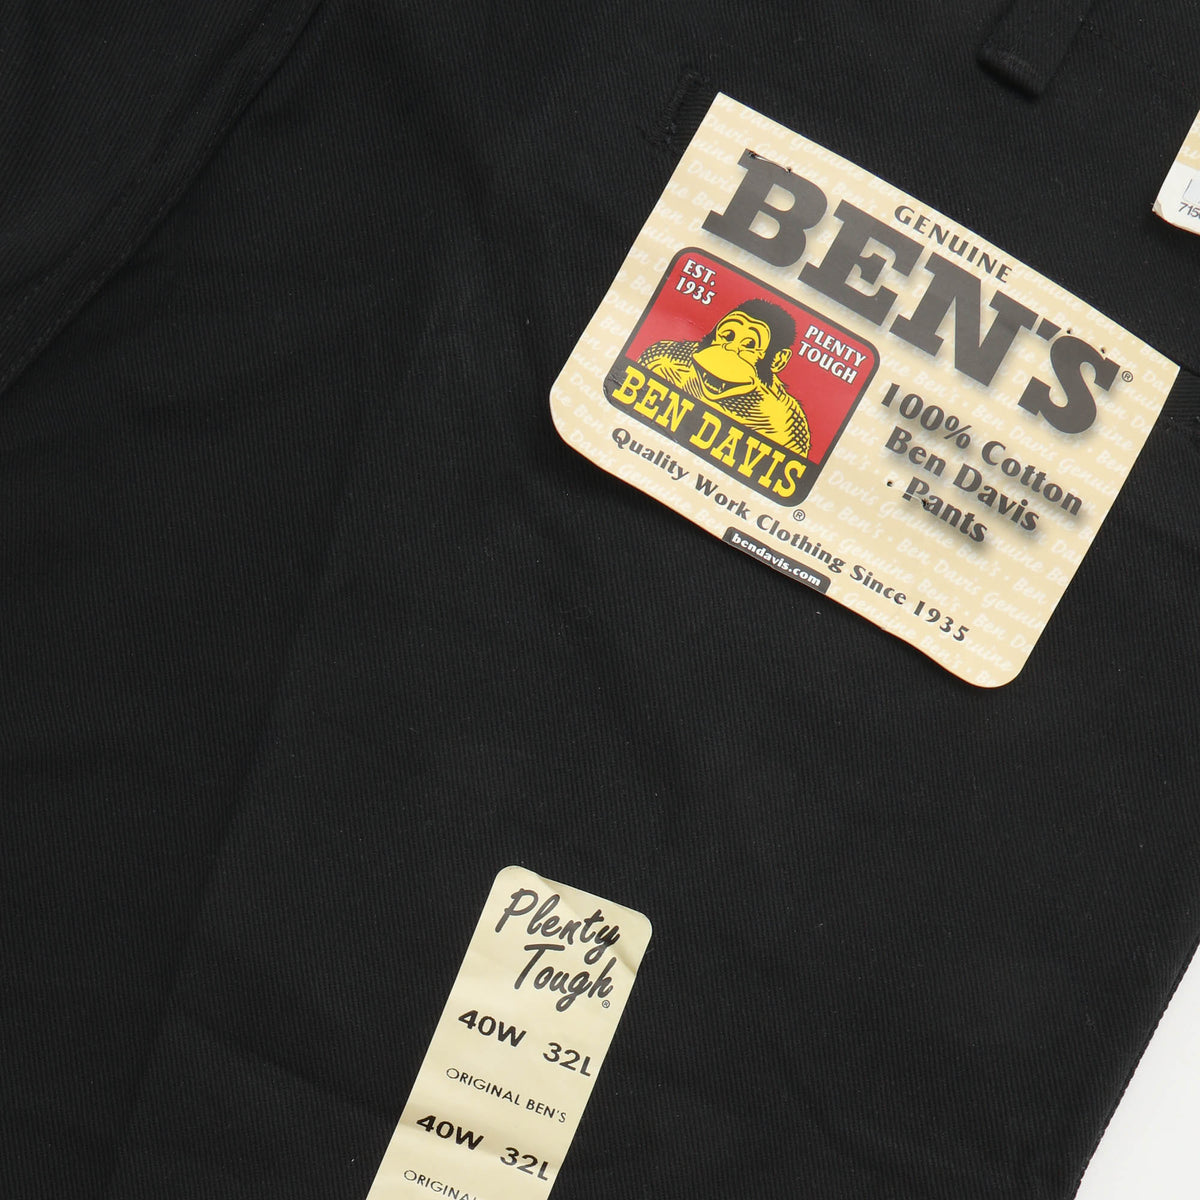 GENUINE
BEN'S®
EST.
1935
PLENTY
TOUGH
BEN DAVIS®
100% Cotton
Ben Davis
Pants
Quality Work Clothing Since 1935
bendavis.com
Plenty
Tough®
40W 32L
ORIGINAL BEN'S
40W 32L